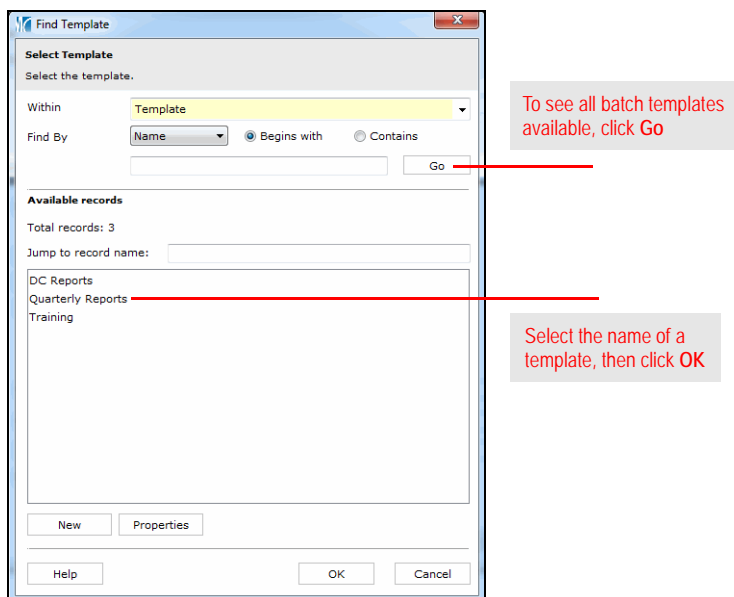 Find Template
Select Template
Select the template.
Within
Template
Find By
Name
Begins with
Contains
Go
Available records
Total records: 3
Jump to record name:
DC Reports
Quarterly Reports
Training
New
Properties
Help
OK
Cancel
To see all batch templates
available, click Go
Select the name of a
template, then click OK